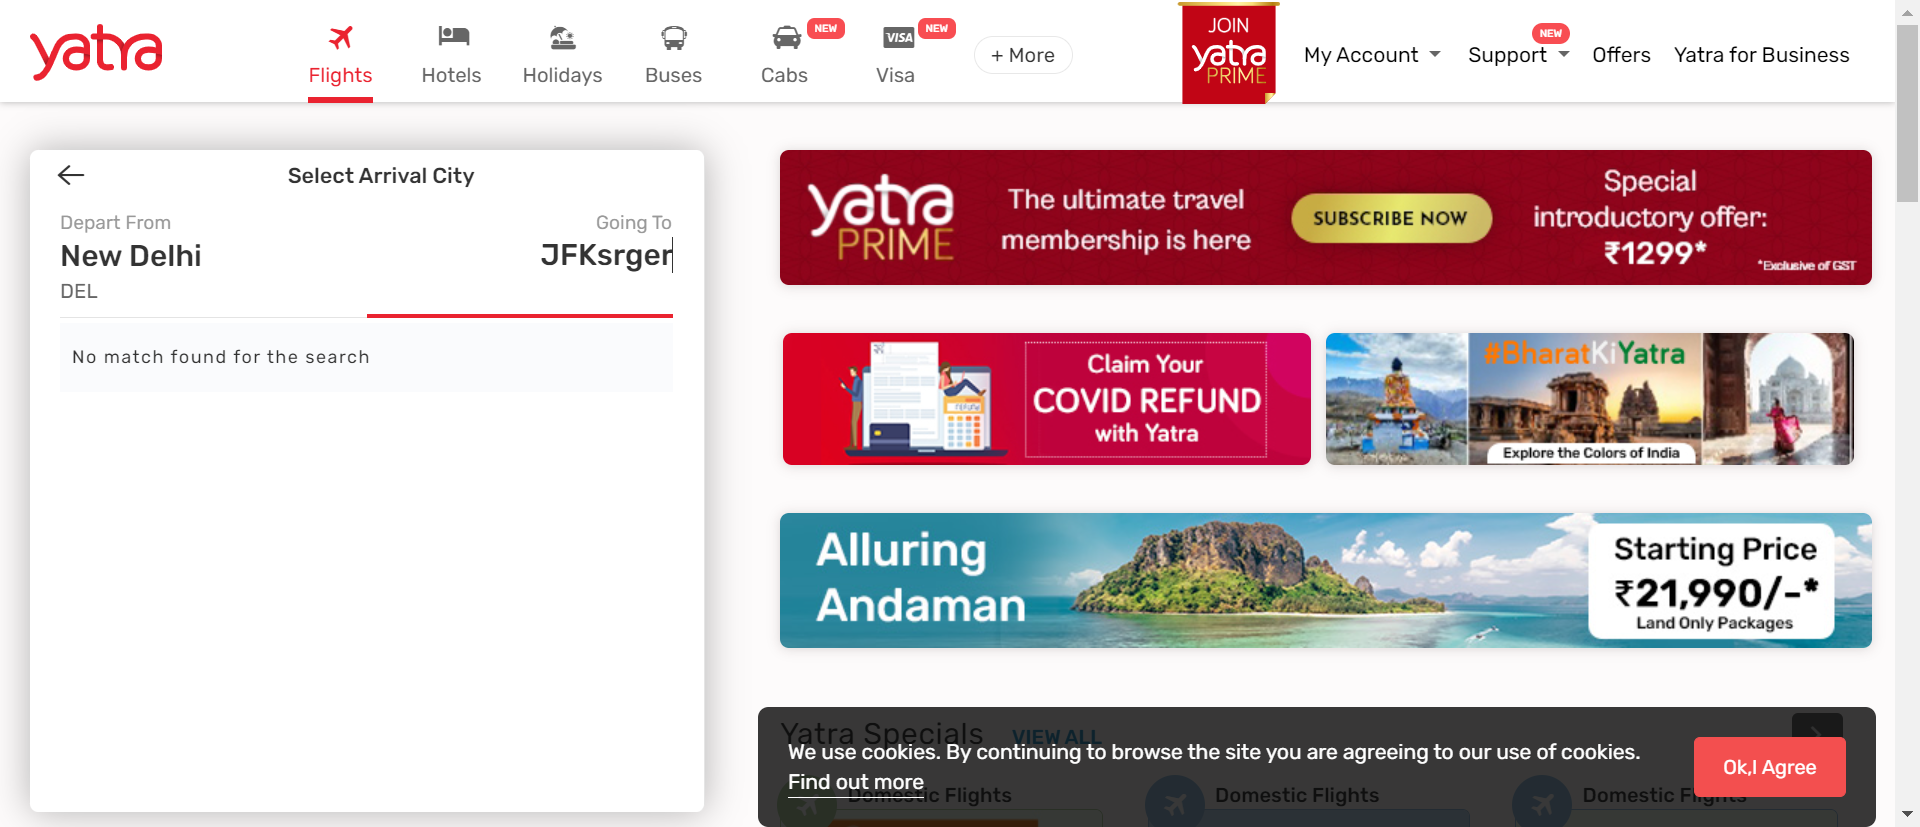 yatra
Flights
Hotels
Holidays
Buses
Cabs
NEW
VISA
Visa
NEW
+ More
JOIN
yatra
PRIME
My Account
Support
NEW
Offers
Yatra for Business
Select Arrival City
Depart From
Going To
New Delhi
JFKsrger
DEL
No match found for the search
yatra
PRIME
The ultimate travel
membership is here
SUBSCRIBE NOW
Special
introductory offer:
₹1299*
*Exclusive of GST
Claim Your
COVID REFUND
with Yatra
#BharatKiYatra
Explore the Colors of India
Alluring
Andaman
Starting Price
₹21,990/-*
Land Only Packages
Yatra Specials
VIEW ALL
We use cookies. By continuing to browse the site you are agreeing to our use of cookies.
Find out more
Ok,I Agree
Domestic Flights
Domestic Flights
Domestic Flights